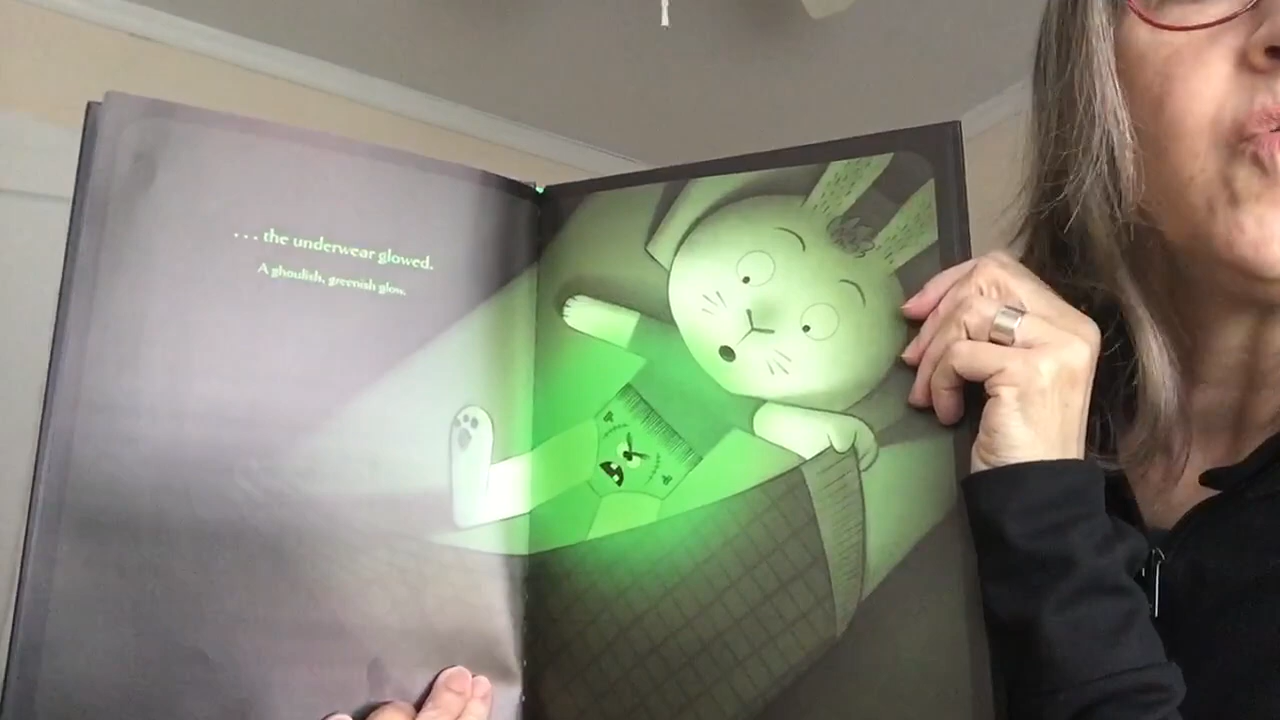 . . . the underwear glowed.
A ghoulish, greenish glow.